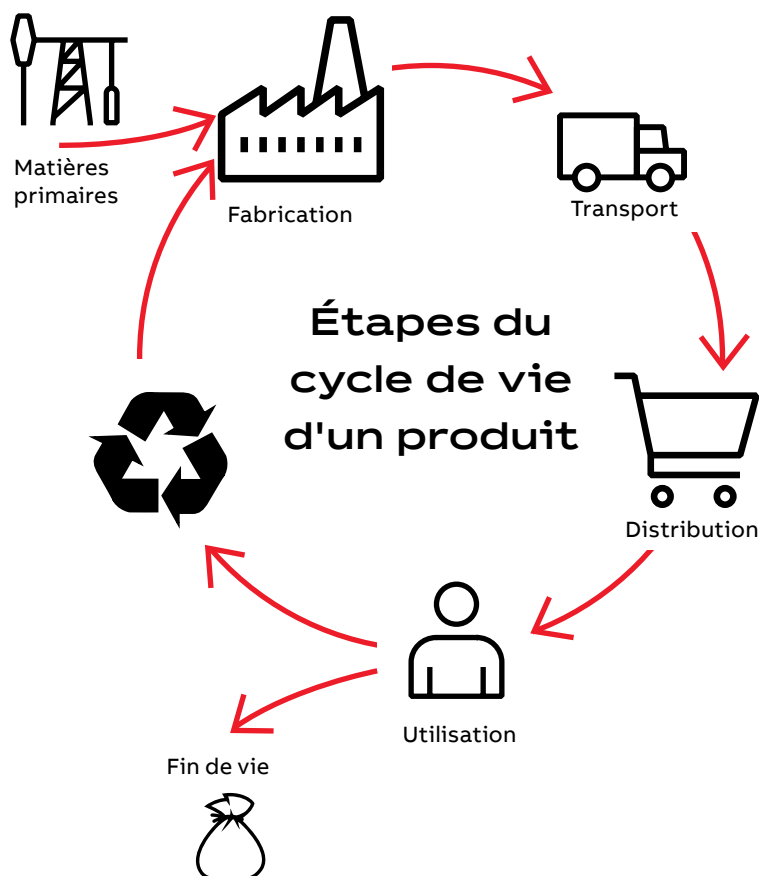 Matières
primaires
Fabrication
Transport
Étapes du
cycle de vie
d'un produit
Distribution
Utilisation
Fin de vie